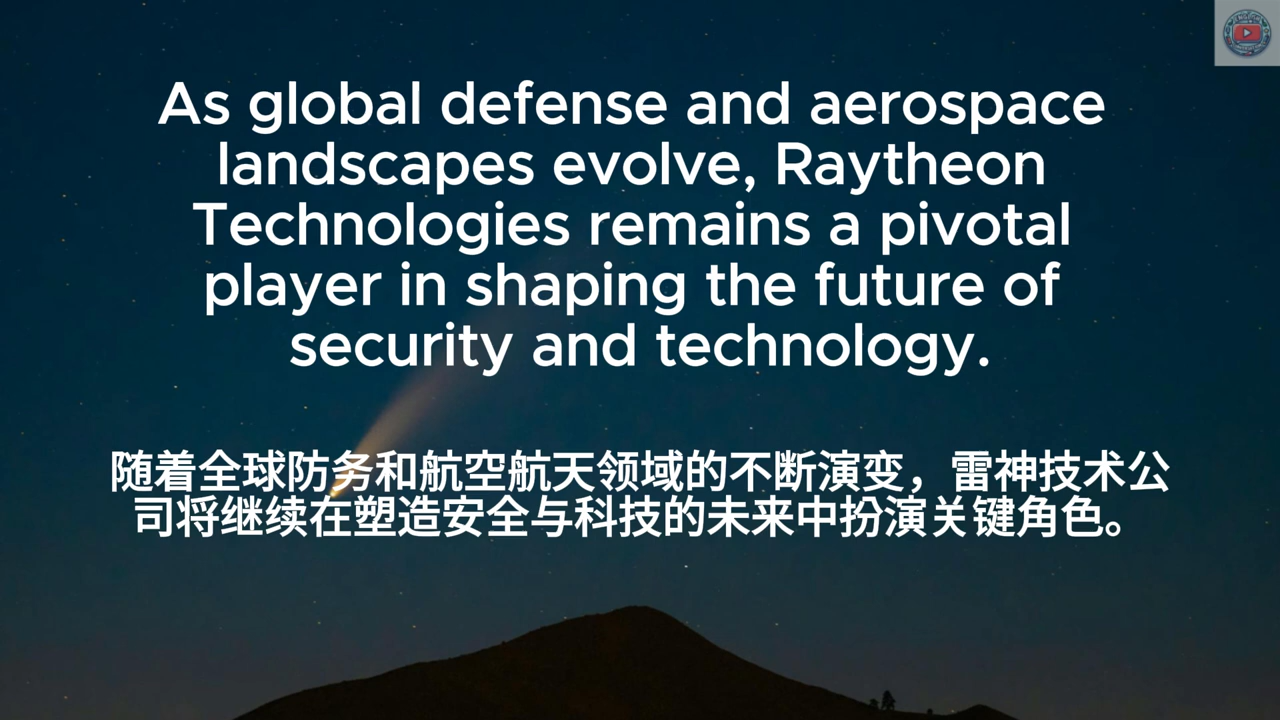 As global defense and aerospace
landscapes evolve, Raytheon
Technologies remains a pivotal
player in shaping the future of
security and technology.
随着全球防务和航空航天领域的不断演变，雷神技术公
司将继续在塑造安全与科技的未来中扮演关键角色。